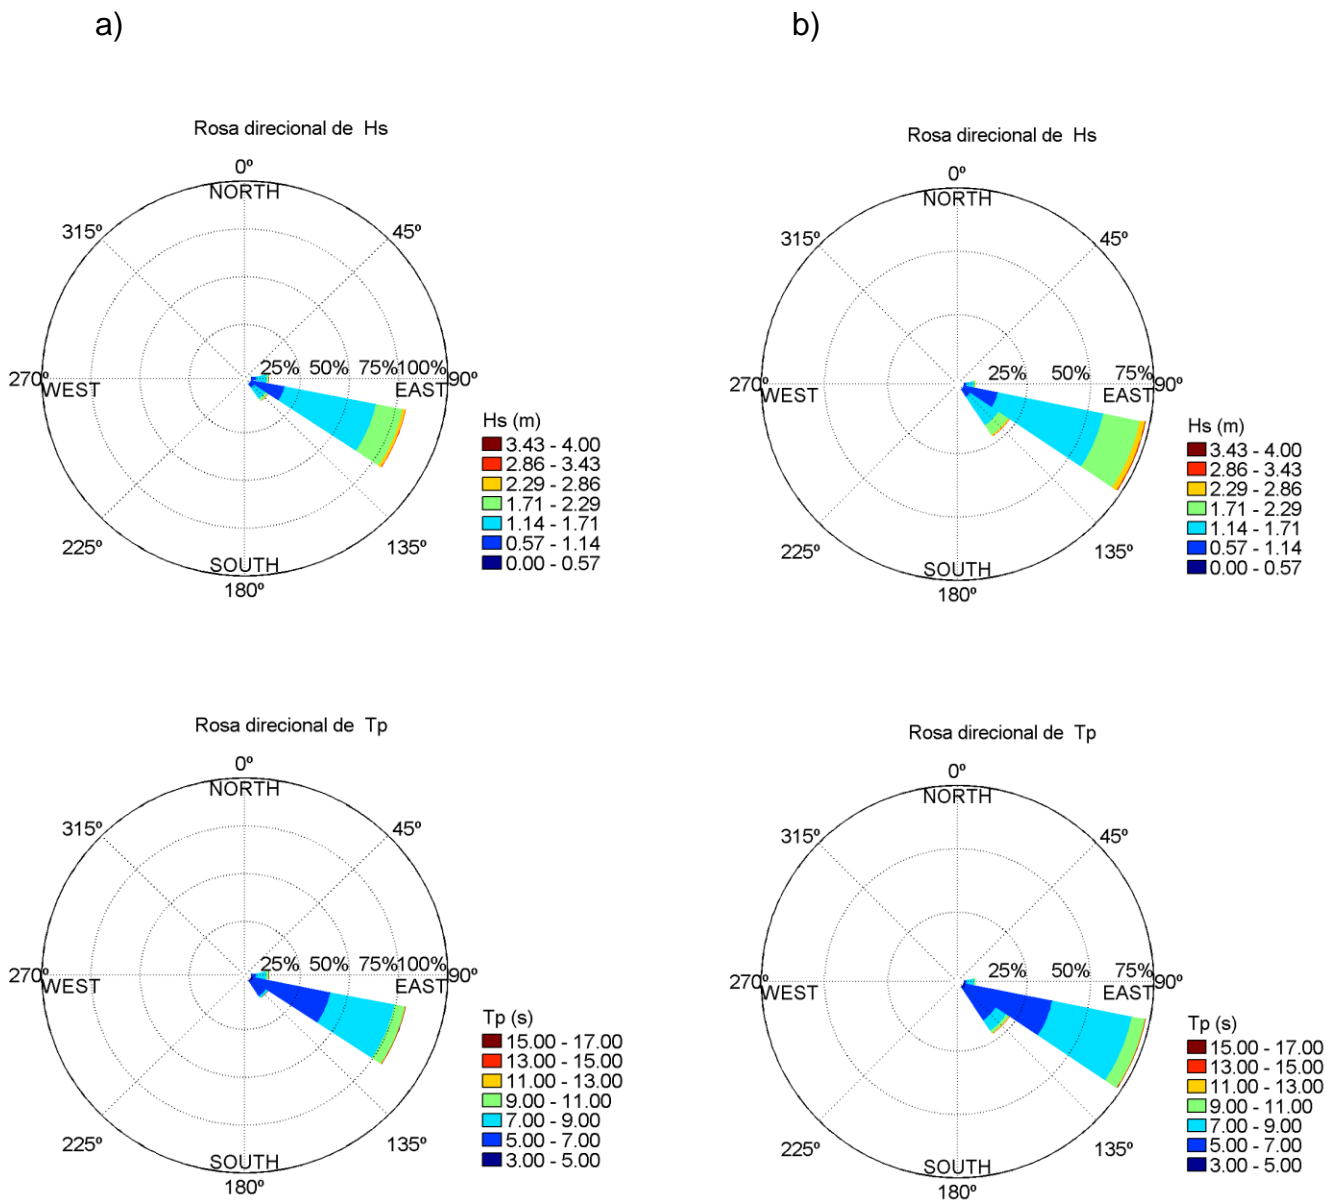 a)
b)
Rosa direcional de Hs
0º
NORTH
315º
45º
25% 50% 75% 100%
270º
WEST
EAST
90º
225º
135º
SOUTH
180º
Hs (m)
3.43 - 4.00
2.86 - 3.43
2.29 - 2.86
1.71 - 2.29
1.14 - 1.71
0.57 - 1.14
0.00 - 0.57
Rosa direcional de Hs
0º
NORTH
315º
45º
25% 50% 75%
270º
WEST
EAST
90º
225º
135º
SOUTH
180º
Hs (m)
3.43 - 4.00
2.86 - 3.43
2.29 - 2.86
1.71 - 2.29
1.14 - 1.71
0.57 - 1.14
0.00 - 0.57
Rosa direcional de Tp
0º
NORTH
315º
45º
25% 50% 75% 100%
270º
WEST
EAST
90º
225º
135º
SOUTH
180º
Tp (s)
15.00 - 17.00
13.00 - 15.00
11.00 - 13.00
9.00 - 11.00
7.00 - 9.00
5.00 - 7.00
3.00 - 5.00
Rosa direcional de Tp
0º
NORTH
315º
45º
25% 50% 75%
270º
WEST
EAST
90º
225º
135º
SOUTH
180º
Tp (s)
15.00 - 17.00
13.00 - 15.00
11.00 - 13.00
9.00 - 11.00
7.00 - 9.00
5.00 - 7.00
3.00 - 5.00